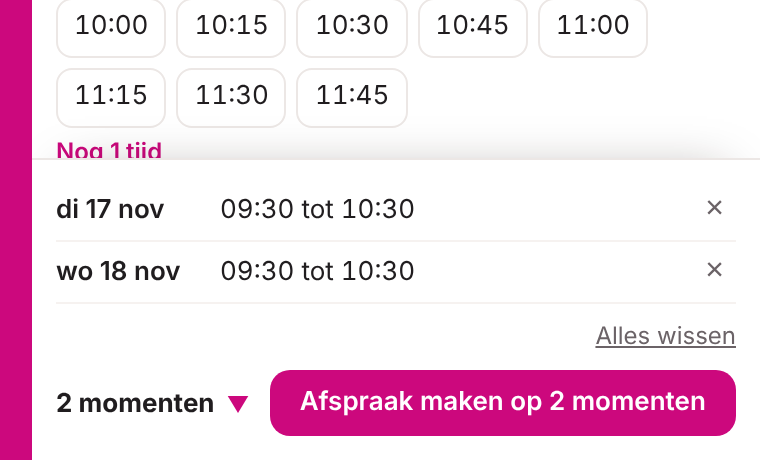 10:00 10:15 10:30 10:45 11:00
11:15 11:30 11:45
Nog 1 tijd
di 17 nov 09:30 tot 10:30 ✕
wo 18 nov 09:30 tot 10:30 ✕
Alles wissen
2 momenten ▼ Afspraak maken op 2 momenten